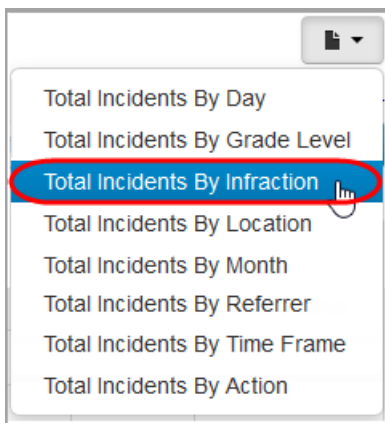 Total Incidents By Day
Total Incidents By Grade Level
Total Incidents By Infraction
Total Incidents By Location
Total Incidents By Month
Total Incidents By Referrer
Total Incidents By Time Frame
Total Incidents By Action